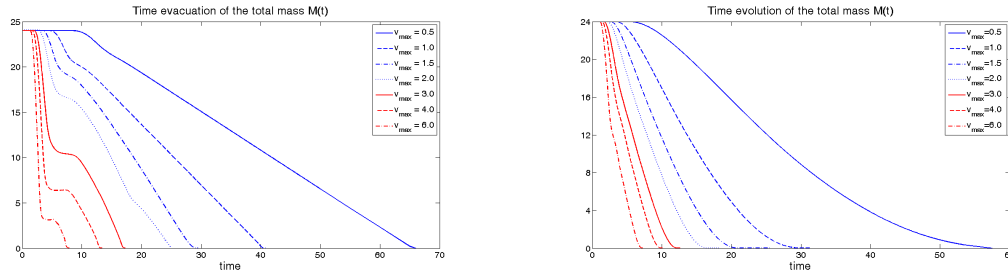 Time evacuation of the total mass M(t)
25
20
15
10
5
0
0 10 20 30 40 50 60 70
time
v_max = 0.5
v_max = 1.0
v_max = 1.5
v_max = 2.0
v_max = 3.0
v_max = 4.0
v_max = 6.0
Time evolution of the total mass M(t)
24
20
16
12
8
4
0
0 10 20 30 40 50
time
v_max =0.5
v_max =1.0
v_max =1.5
v_max =2.0
v_max =3.0
v_max =4.0
v_max =6.0